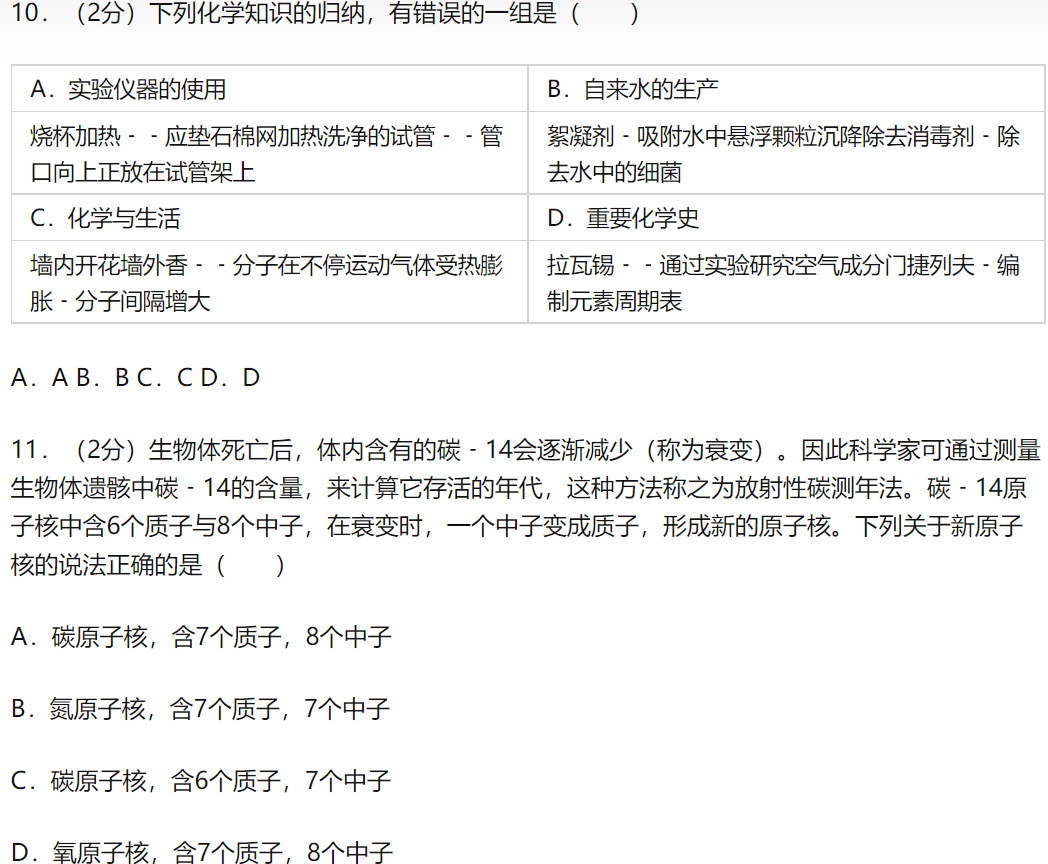 10．（2分）下列化学知识的归纳，有错误的一组是（　　）
A．实验仪器的使用
B．自来水的生产
烧杯加热﹣﹣应垫石棉网加热洗净的试管﹣﹣管
口向上正放在试管架上
絮凝剂﹣吸附水中悬浮颗粒沉降除去消毒剂﹣除
去水中的细菌
C．化学与生活
D．重要化学史
墙内开花墙外香﹣﹣分子在不停运动气体受热膨
胀﹣分子间隔增大
拉瓦锡﹣﹣通过实验研究空气成分门捷列夫﹣编
制元素周期表
A．A B．B C．C D．D
11．（2分）生物体死亡后，体内含有的碳﹣14会逐渐减少（称为衰变）。因此科学家可通过测量
生物体遗骸中碳﹣14的含量，来计算它存活的年代，这种方法称之为放射性碳测年法。碳﹣14原
子核中含6个质子与8个中子，在衰变时，一个中子变成质子，形成新的原子核。下列关于新原子
核的说法正确的是（　　）
A．碳原子核，含7个质子，8个中子
B．氮原子核，含7个质子，7个中子
C．碳原子核，含6个质子，7个中子
D．氧原子核，含7个质子，8个中子